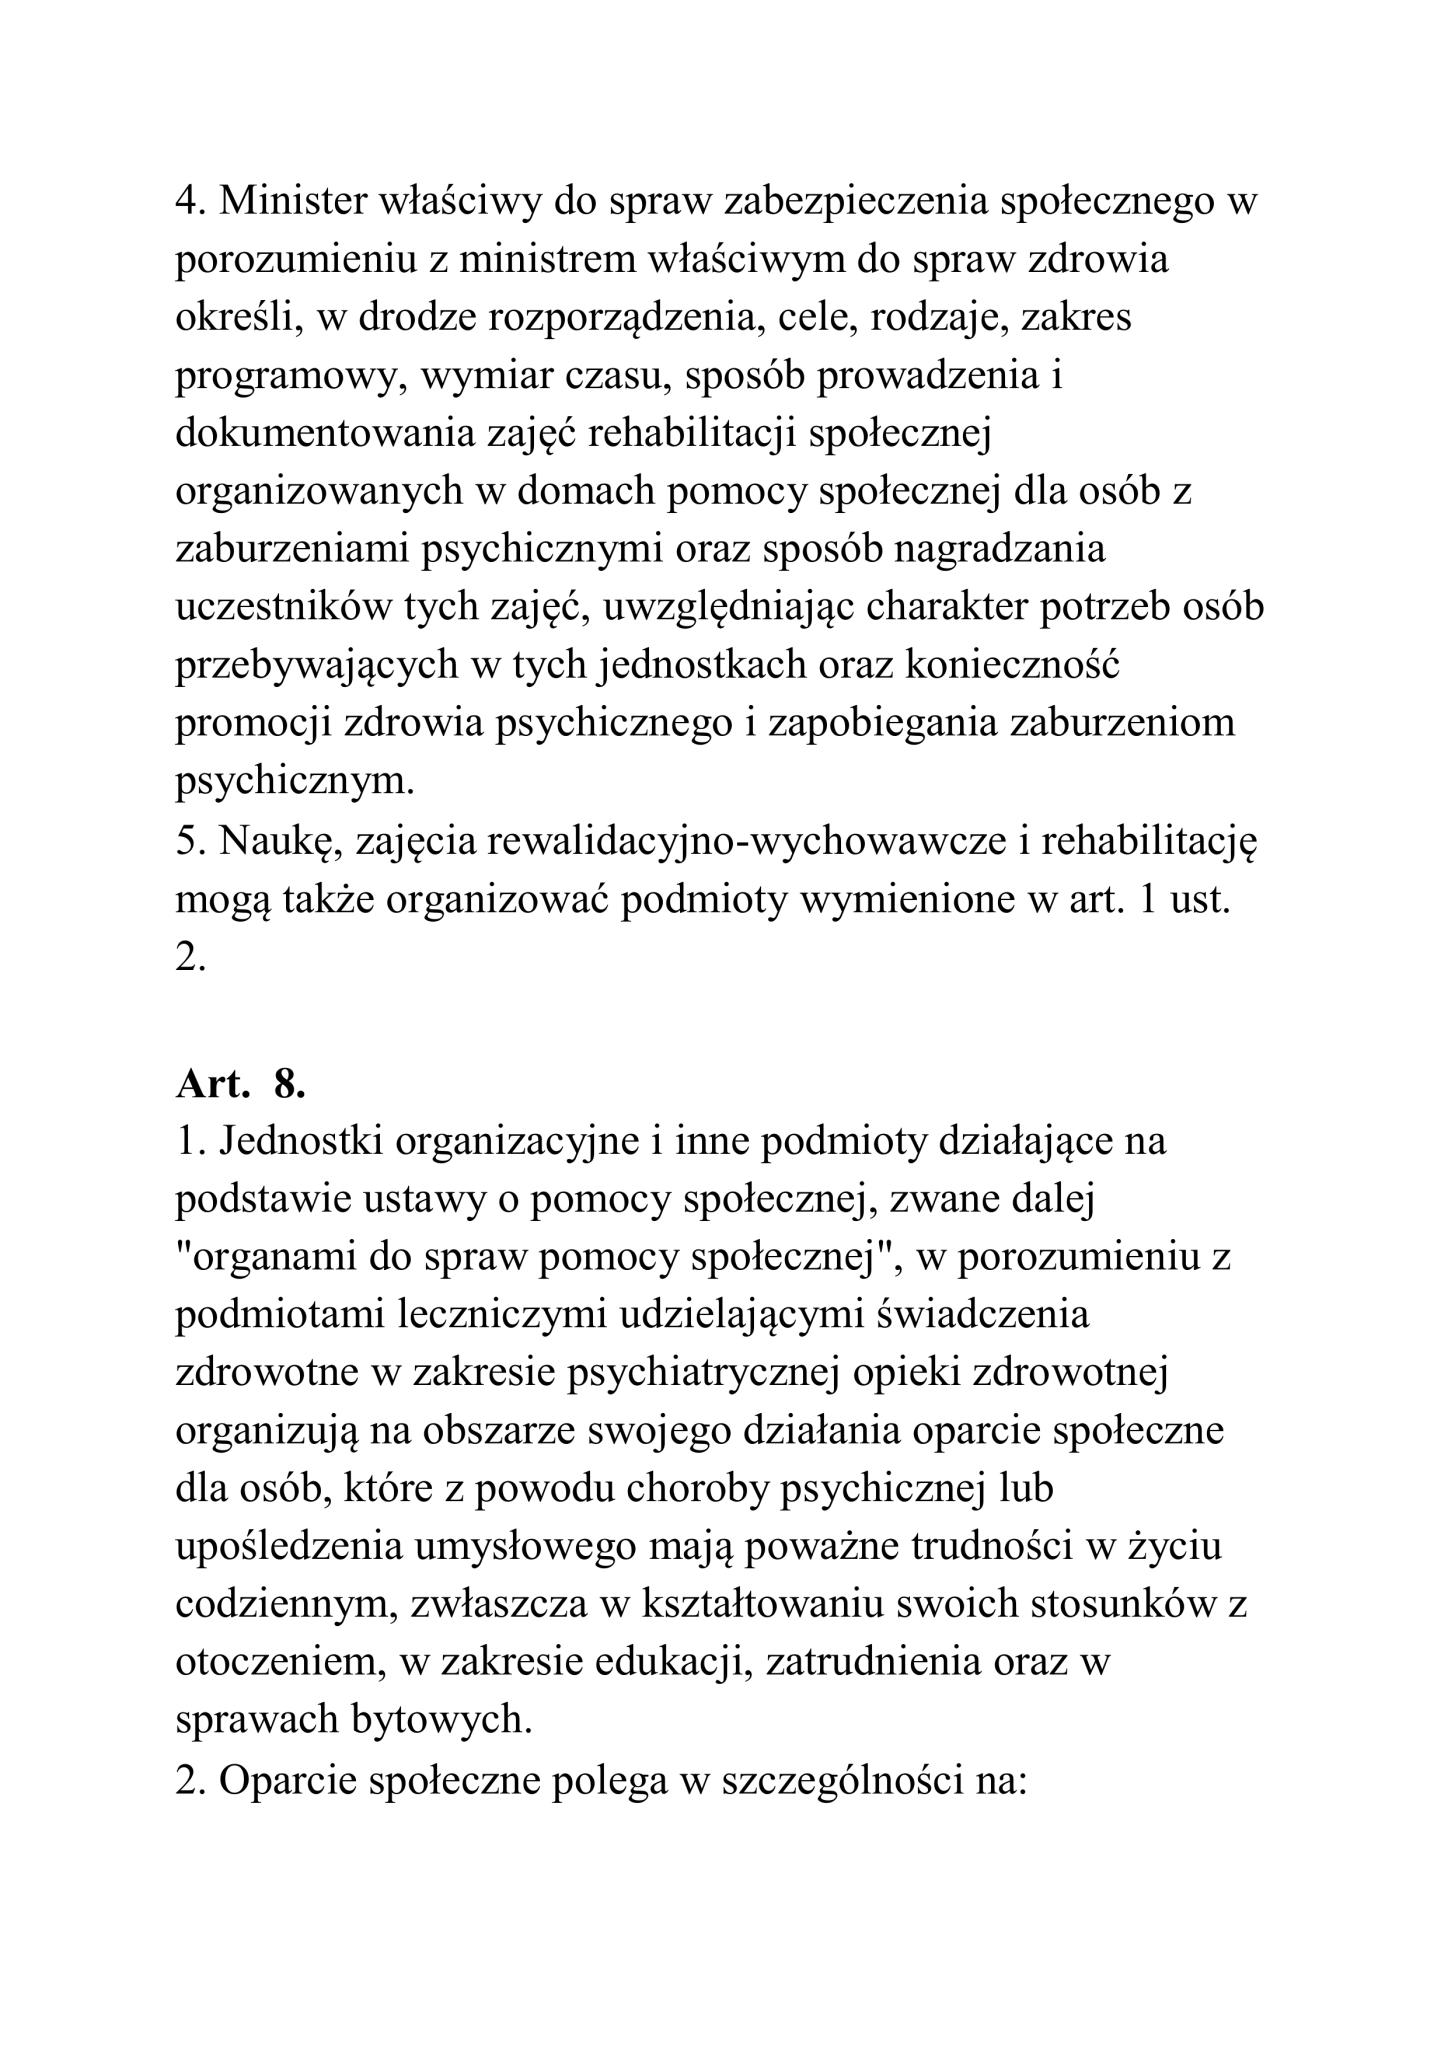 4. Minister właściwy do spraw zabezpieczenia społecznego w
porozumieniu z ministrem właściwym do spraw zdrowia
określi, w drodze rozporządzenia, cele, rodzaje, zakres
programowy, wymiar czasu, sposób prowadzenia i
dokumentowania zajęć rehabilitacji społecznej
organizowanych w domach pomocy społecznej dla osób z
zaburzeniami psychicznymi oraz sposób nagradzania
uczestników tych zajęć, uwzględniając charakter potrzeb osób
przebywających w tych jednostkach oraz konieczność
promocji zdrowia psychicznego i zapobiegania zaburzeniom
psychicznym.
5. Naukę, zajęcia rewalidacyjno-wychowawcze i rehabilitację
mogą także organizować podmioty wymienione w art. 1 ust.
2.
Art.  8.
1. Jednostki organizacyjne i inne podmioty działające na
podstawie ustawy o pomocy społecznej, zwane dalej
"organami do spraw pomocy społecznej", w porozumieniu z
podmiotami leczniczymi udzielającymi świadczenia
zdrowotne w zakresie psychiatrycznej opieki zdrowotnej
organizują na obszarze swojego działania oparcie społeczne
dla osób, które z powodu choroby psychicznej lub
upośledzenia umysłowego mają poważne trudności w życiu
codziennym, zwłaszcza w kształtowaniu swoich stosunków z
otoczeniem, w zakresie edukacji, zatrudnienia oraz w
sprawach bytowych.
2. Oparcie społeczne polega w szczególności na: